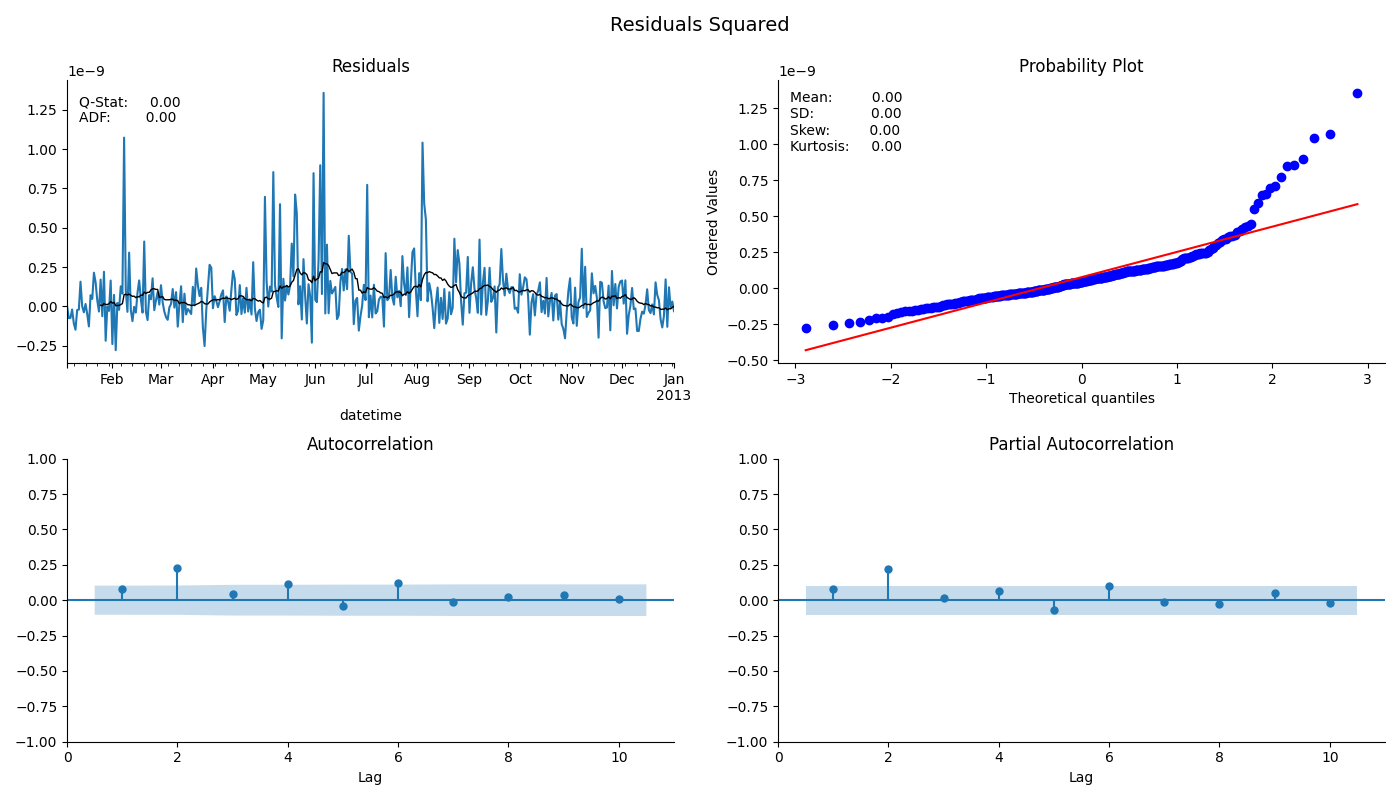 Residuals Squared
Residuals
1e−9
Q-Stat: 0.00
ADF: 0.00
1.25
1.00
0.75
0.50
0.25
0.00
−0.25
Feb Mar Apr May Jun Jul Aug Sep Oct Nov Dec Jan
2013
datetime
Probability Plot
1e−9
Mean: 0.00
SD: 0.00
Skew: 0.00
Kurtosis: 0.00
Ordered Values
1.25
1.00
0.75
0.50
0.25
0.00
−0.25
−0.50
−3 −2 −1 0 1 2 3
Theoretical quantiles
Autocorrelation
1.00
0.75
0.50
0.25
0.00
−0.25
−0.50
−0.75
−1.00
0 2 4 6 8 10
Lag
Partial Autocorrelation
1.00
0.75
0.50
0.25
0.00
−0.25
−0.50
−0.75
−1.00
0 2 4 6 8 10
Lag